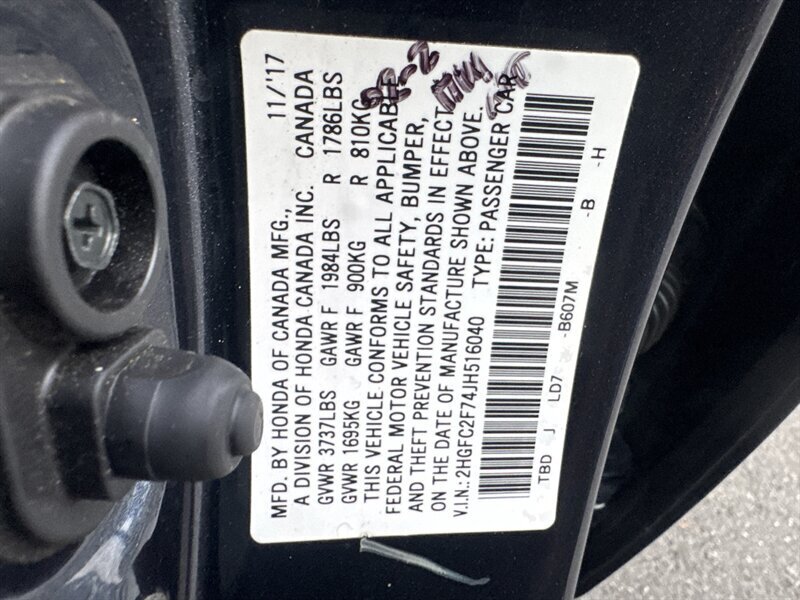 11/'17
MFD. BY HONDA OF CANADA MFG.,
A DIVISION OF HONDA CANADA INC. CANADA
GVWR 3737LBS GAWR F 1984LBS R 1786LBS
GVWR 1695KG GAWR F 900KG R 810KG
THIS VEHICLE CONFORMS TO ALL APPLICABLE
FEDERAL MOTOR VEHICLE SAFETY, BUMPER,
AND THEFT PREVENTION STANDARDS IN EFFECT
ON THE DATE OF MANUFACTURE SHOWN ABOVE.
V.I.N.: 2HGFC2F74JH516040 TYPE: PASSENGER CAR
TBD J LD7 -B607M -B -H